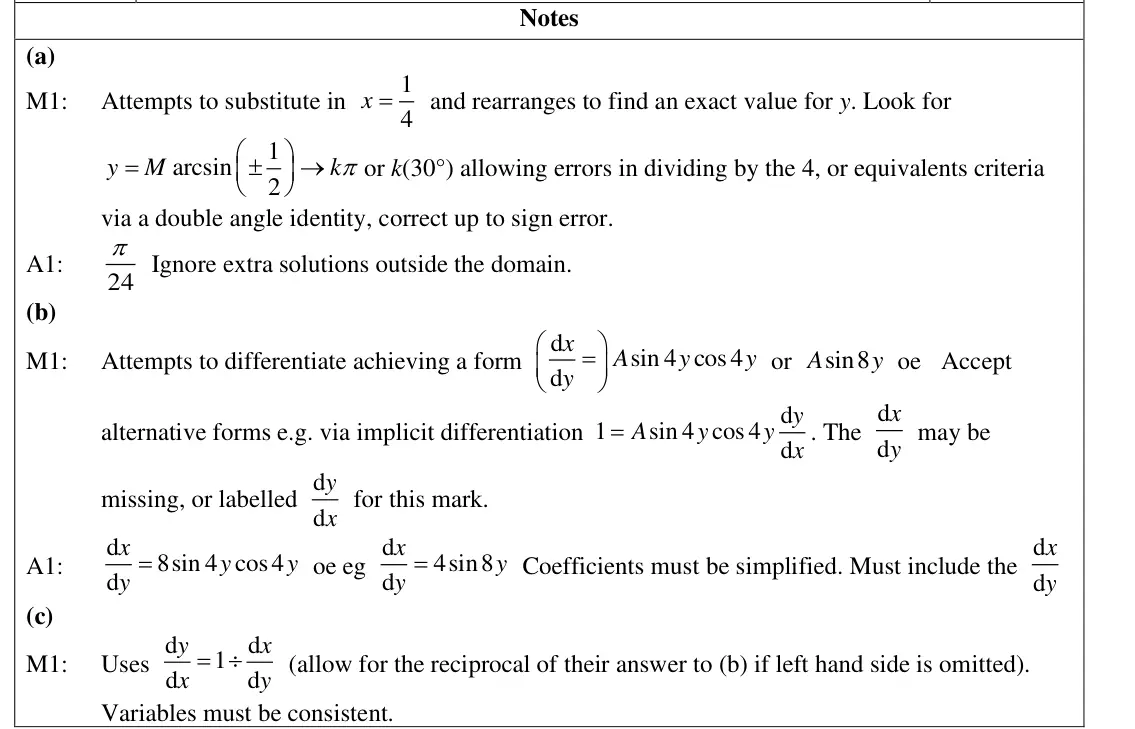 Notes
(a)
M1: Attempts to substitute in x = 1/4 and rearranges to find an exact value for y. Look for
y = M arcsin(± 1/2) → kπ or k(30°) allowing errors in dividing by the 4, or equivalents criteria
via a double angle identity, correct up to sign error.
A1: π/24 Ignore extra solutions outside the domain.
(b)
M1: Attempts to differentiate achieving a form (dx/dy =) A sin 4y cos 4y or A sin 8y oe Accept
alternative forms e.g. via implicit differentiation 1 = A sin 4y cos 4y dy/dx. The dx/dy may be
missing, or labelled dy/dx for this mark.
A1: dx/dy = 8 sin 4y cos 4y oe eg dx/dy = 4 sin 8y Coefficients must be simplified. Must include the dx/dy
(c)
M1: Uses dy/dx = 1 ÷ dx/dy (allow for the reciprocal of their answer to (b) if left hand side is omitted).
Variables must be consistent.